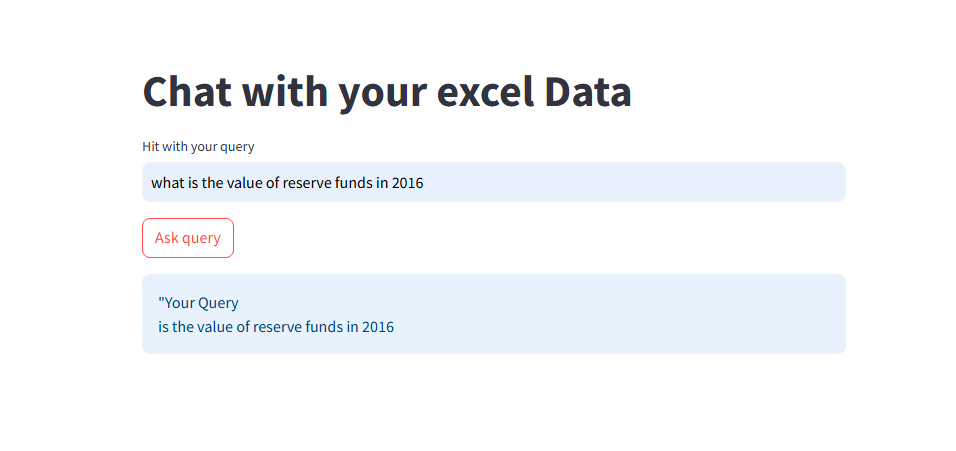 Chat with your excel Data
Hit with your query
what is the value of reserve funds in 2016
Ask query
"Your Query
is the value of reserve funds in 2016